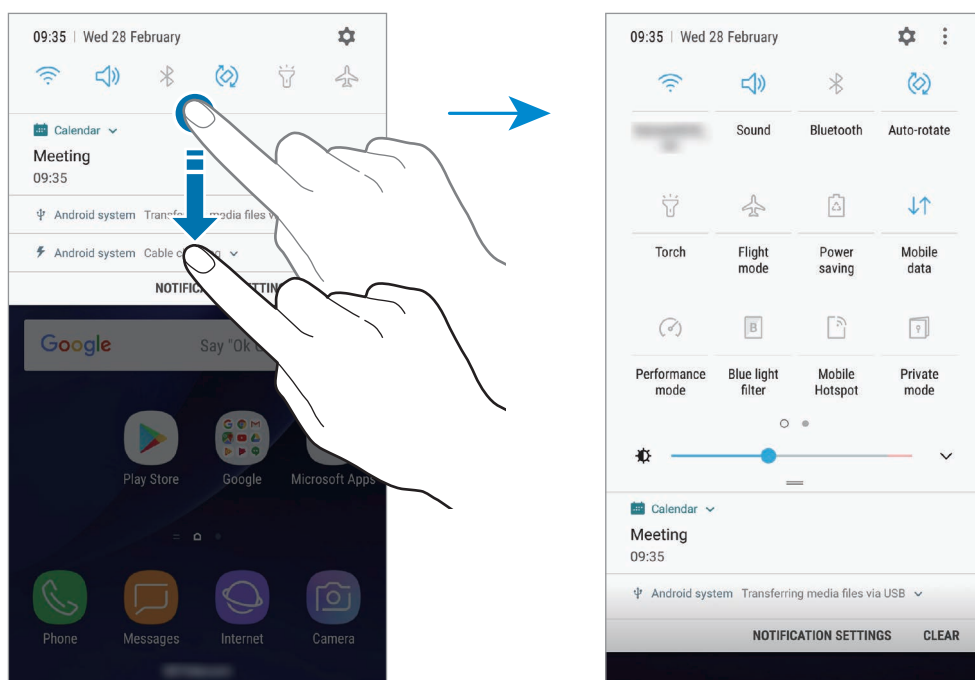 09:35 | Wed 28 February
Calendar
Meeting
09:35
Android system Transfe media files v
Android system Cable c
NOTIFIC TTIN
Google Say "Ok G
G
Play Store Google Microsoft Apps
Phone Messages Internet Camera
09:35 | Wed 28 February
Sound Bluetooth Auto-rotate
Torch Flight mode Power saving Mobile data
B
Performance mode Blue light filter Mobile Hotspot Private mode
Calendar
Meeting
09:35
Android system Transferring media files via USB
NOTIFICATION SETTINGS CLEAR